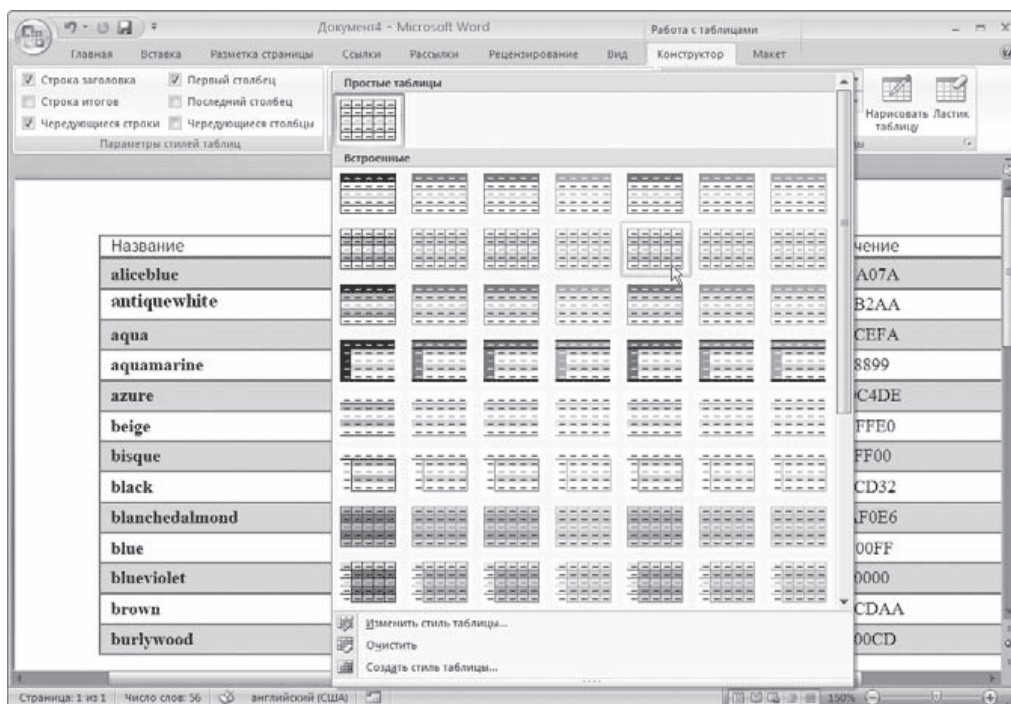 Документ4 - Microsoft Word
Работа с таблицами
Главная Вставка Разметка страницы Ссылки Рассылки Рецензирование Вид Конструктор Макет
Строка заголовка Первый столбец
Строка итогов Последний столбец
Чередующиеся строки Чередующиеся столбцы
Параметры стилей таблиц
Простые таблицы
Встроенные
Нарисовать таблицу
Ластик
Название
aliceblue
antiquewhite
aqua
aquamarine
azure
beige
bisque
black
blanchedalmond
blue
blueviolet
brown
burlywood
чение
A07A
B2AA
CEFA
8899
C4DE
FFE0
FF00
CD32
F0E6
00FF
0000
CDAA
00CD
Изменить стиль таблицы...
Очистить
Создать стиль таблицы...
Страница: 1 из 1 Число слов: 56 английский (США) 150%